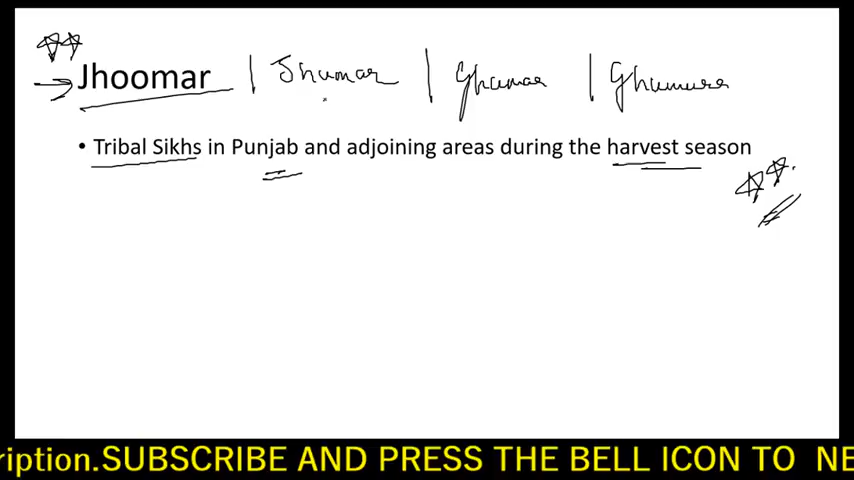 Jhoomar | Jhumar | Ghumar | Ghumura
• Tribal Sikhs in Punjab and adjoining areas during the harvest season
ription.SUBSCRIBE AND PRESS THE BELL ICON TO NE